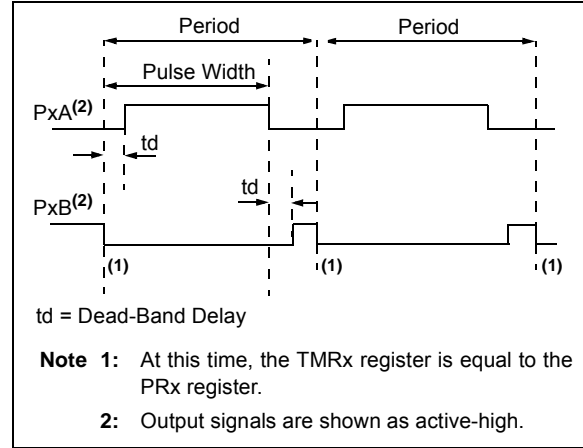 Period Period
Pulse Width
PxA(2)
td
td
PxB(2)
(1) (1) (1)
td = Dead-Band Delay
Note 1: At this time, the TMRx register is equal to the
PRx register.
2: Output signals are shown as active-high.